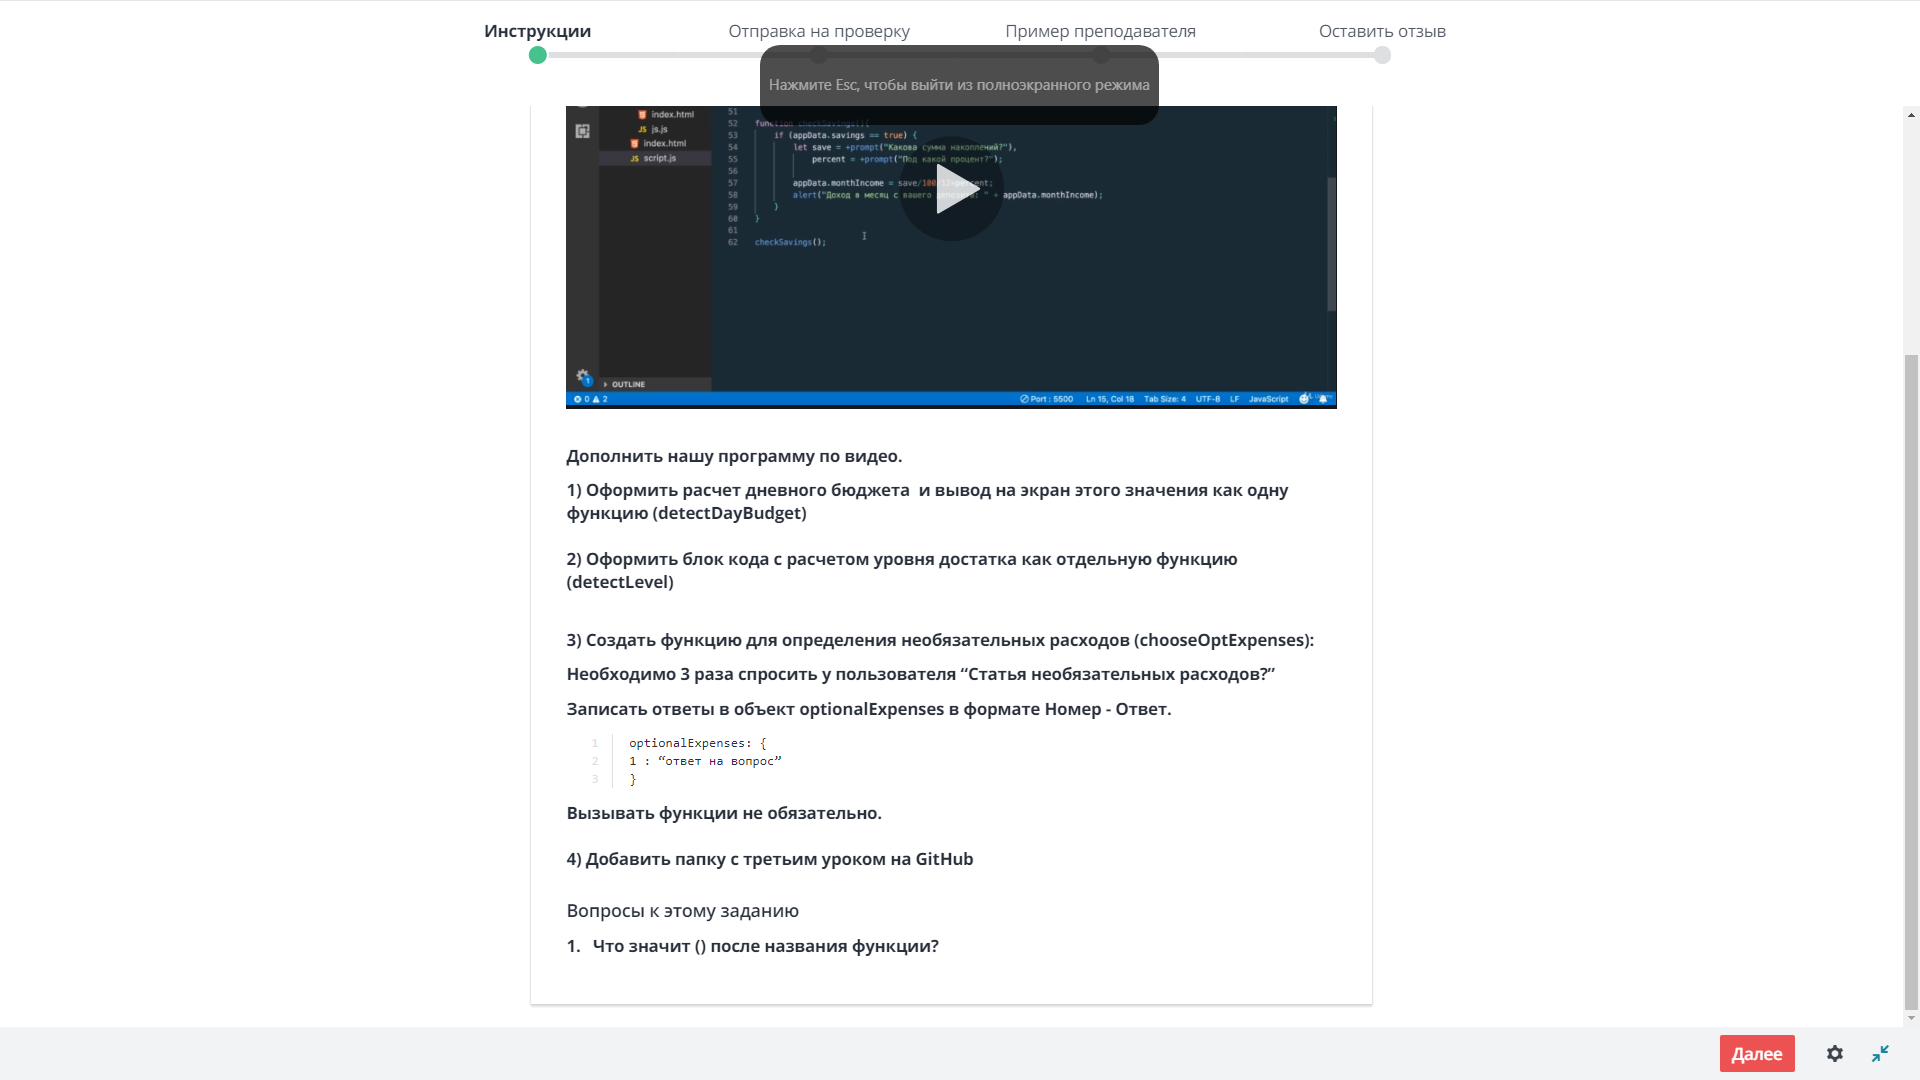 Инструкции
Отправка на проверку
Пример преподавателя
Оставить отзыв
Нажмите Esc, чтобы выйти из полноэкранного режима
index.html
js.js
index.html
script.js
OUTLINE
51
52 function checkSavings(){
53 if (appData.savings == true) {
54 let save = +prompt("Какова сумма накоплений?"),
55 percent = +prompt("Под какой процент?");
56
57 appData.monthIncome = save/100/12*percent;
58 alert("Доход в месяц с вашего депозита: " + appData.monthIncome);
59 }
60 }
61
62 checkSavings();
0 2 1
Port : 5500 Ln 15, Col 18 Tab Size: 4 UTF-8 LF JavaScript
Дополнить нашу программу по видео.
1) Оформить расчет дневного бюджета и вывод на экран этого значения как одну
функцию (detectDayBudget)
2) Оформить блок кода с расчетом уровня достатка как отдельную функцию
(detectLevel)
3) Создать функцию для определения необязательных расходов (chooseOptExpenses):
Необходимо 3 раза спросить у пользователя “Статья необязательных расходов?”
Записать ответы в объект optionalExpenses в формате Номер - Ответ.
1 optionalExpenses: {
2 1 : “ответ на вопрос”
3 }
Вызывать функции не обязательно.
4) Добавить папку с третьим уроком на GitHub
Вопросы к этому заданию
1. Что значит () после названия функции?
Далее